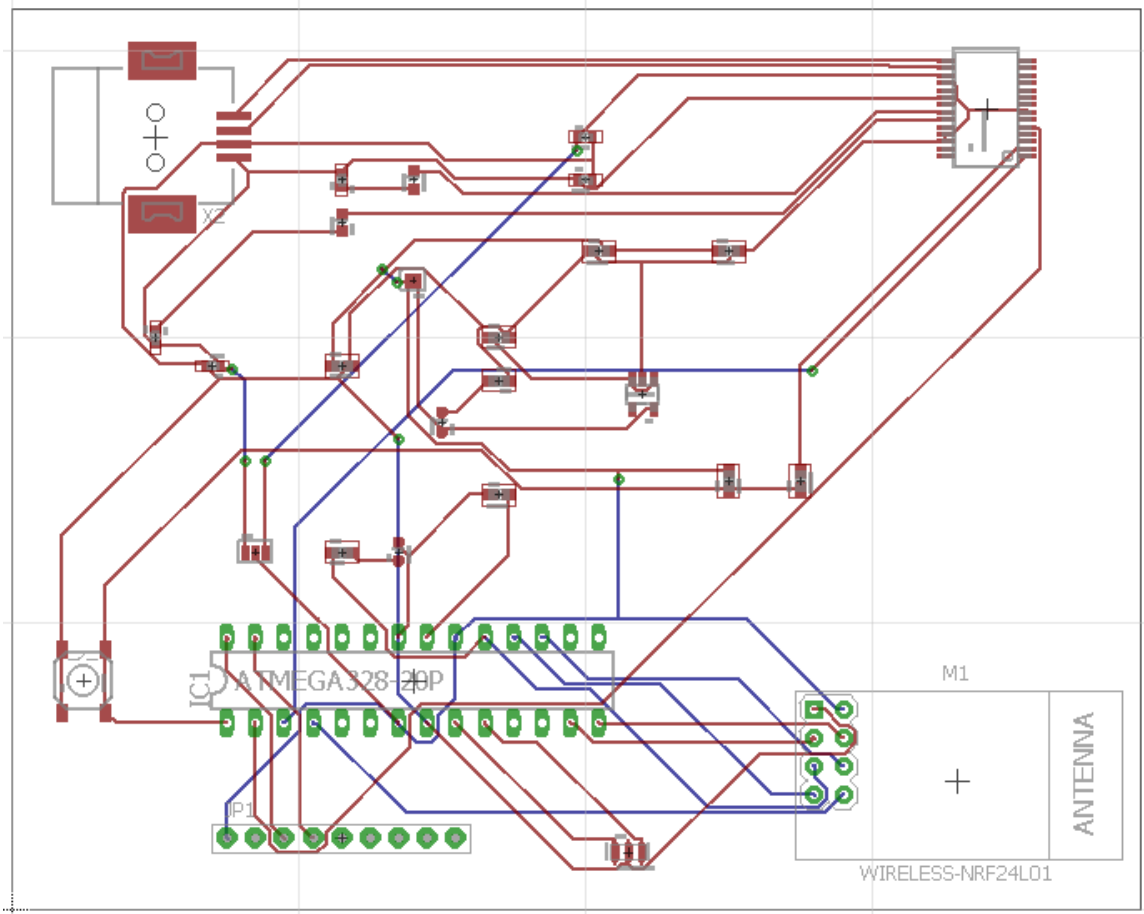 X2
IC1
ATMEGA328-20P
M1
ANTENNA
JP1
WIRELESS-NRF24L01